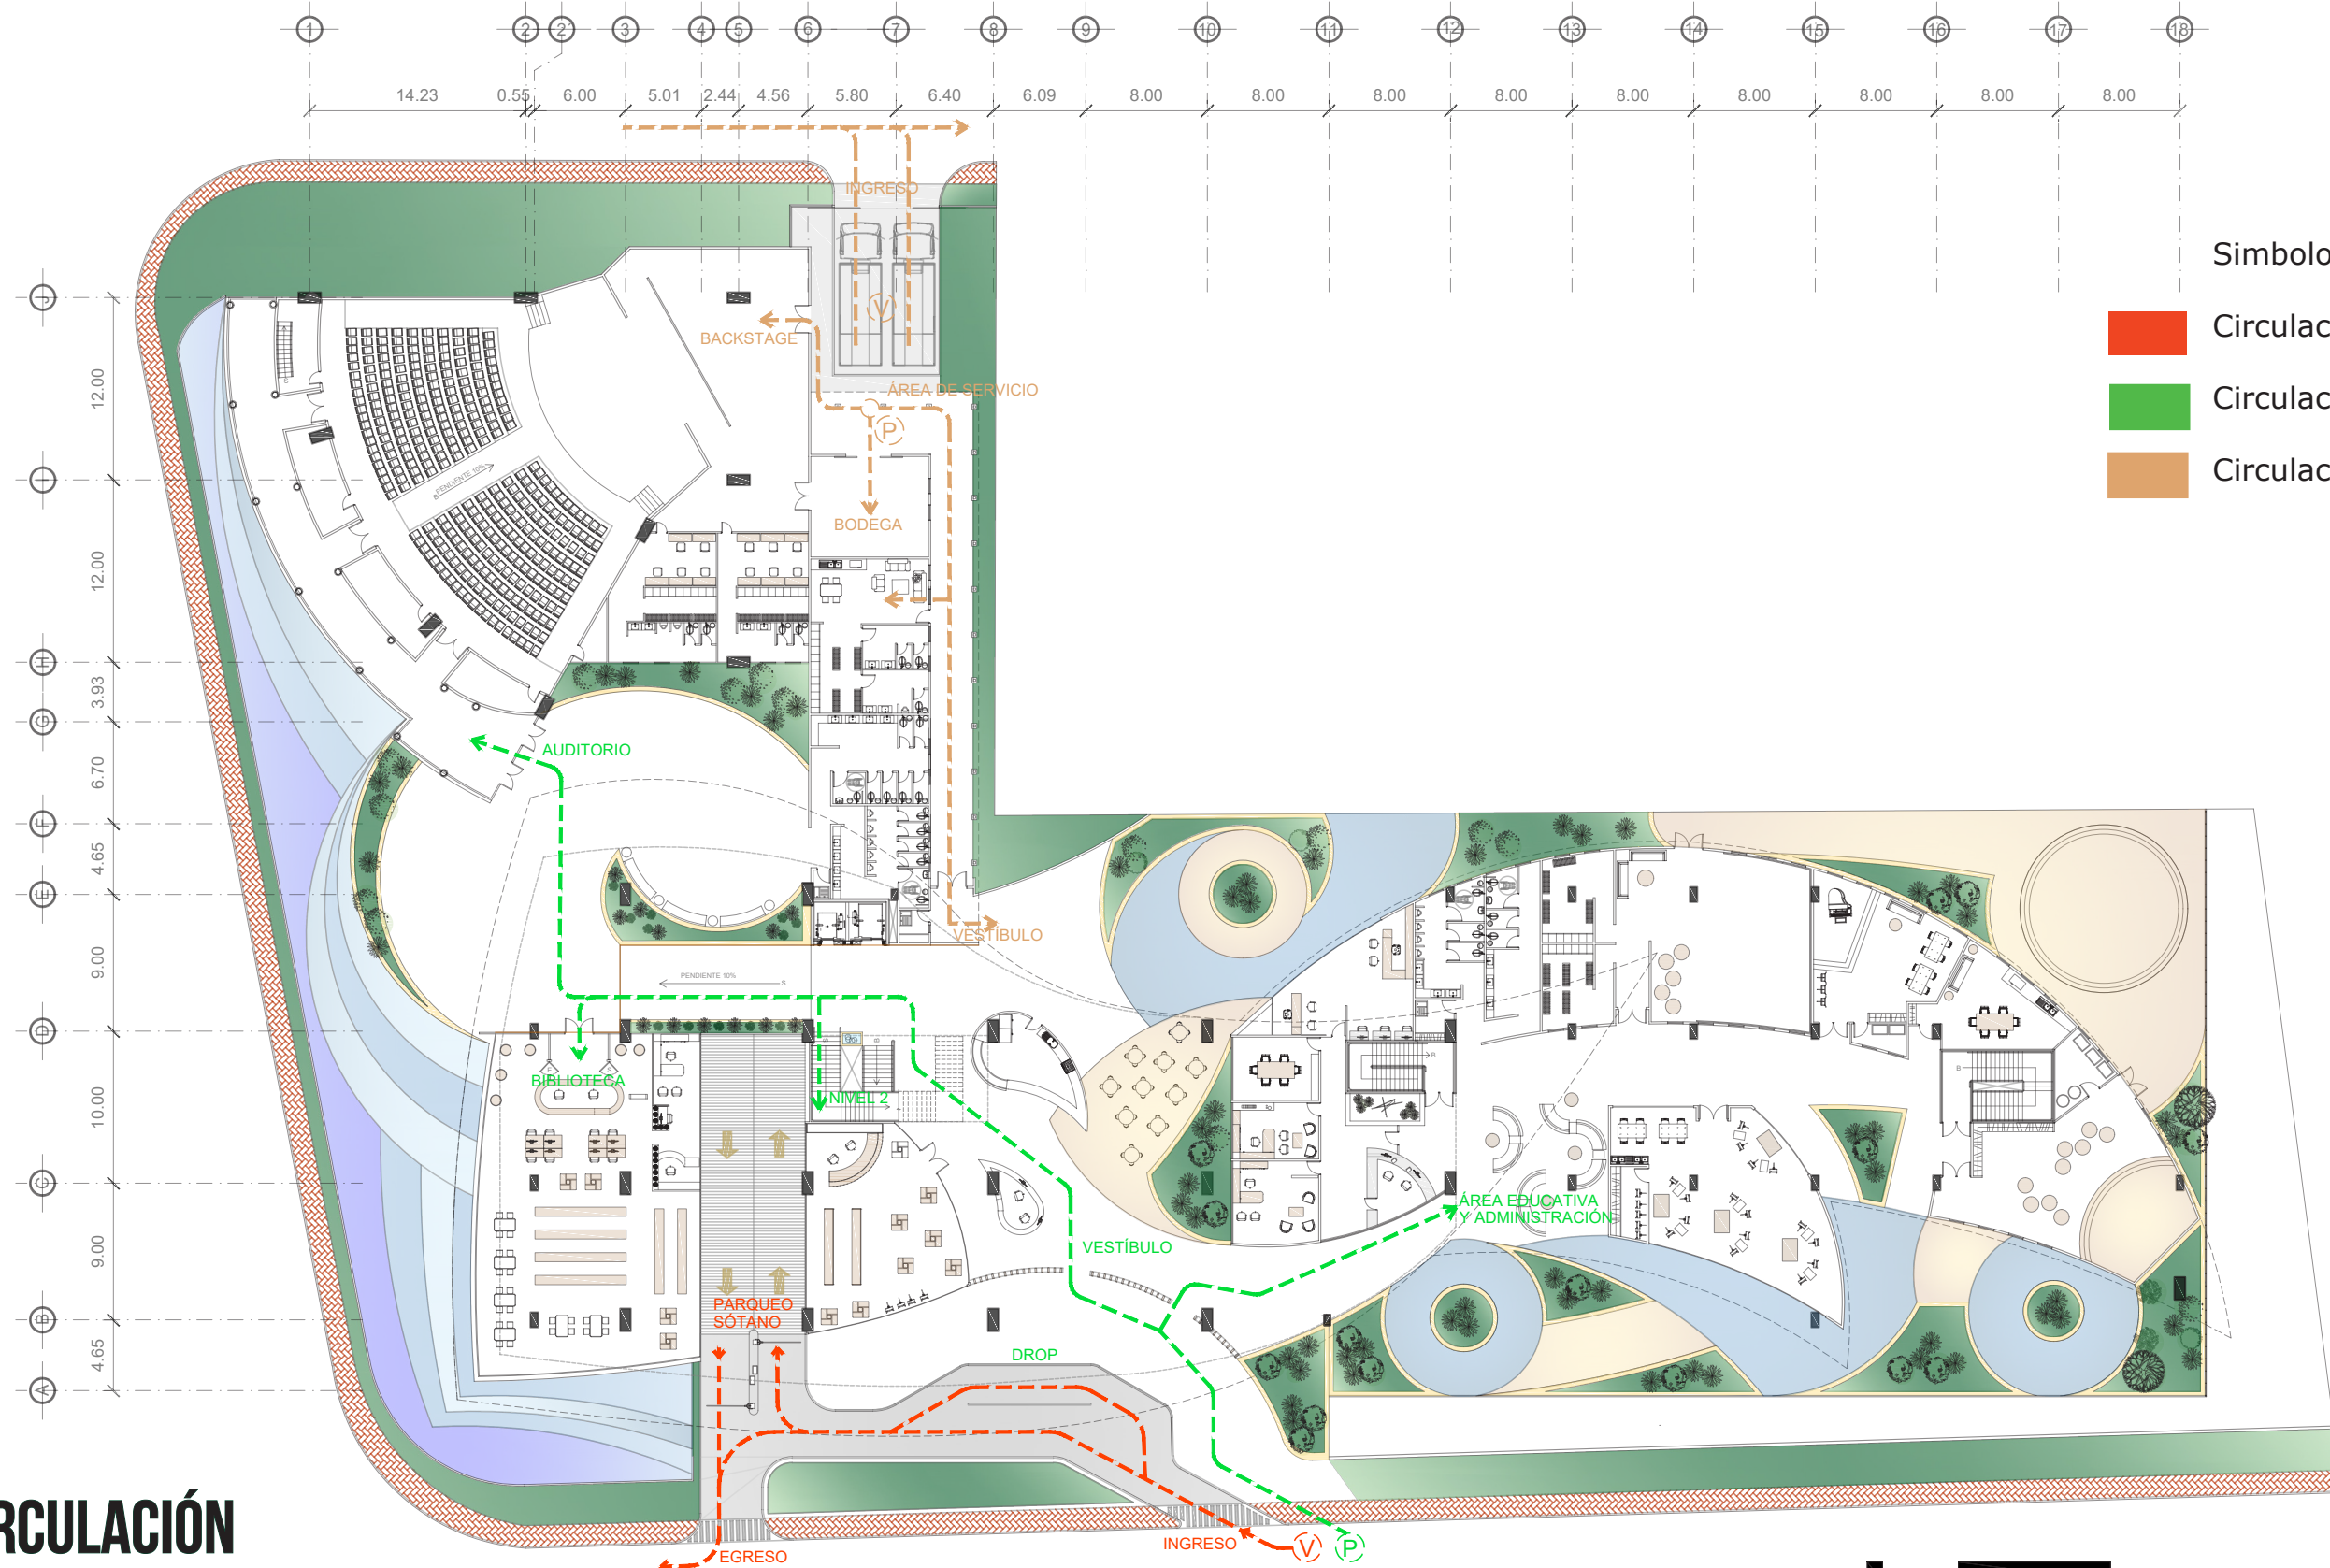 1 2 2' 3 4 5 6 7 8 9 10 11 12 13 14 15 16 17 18
14.23 0.55 6.00 5.01 2.44 4.56 5.80 6.40 6.09 8.00 8.00 8.00 8.00 8.00 8.00 8.00 8.00 8.00
INGRESO
Simbolo
J
V
Circulac
BACKSTAGE
12.00
ÁREA DE SERVICIO
Circulac
P
Circulac
PENDIENTE 10%
I
BODEGA
12.00
H
3.93
G
AUDITORIO
6.70
F
4.65
E
VESTÍBULO
9.00
PENDIENTE 10%
S
D
BIBLIOTECA
NIVEL 2
10.00
C
ÁREA EDUCATIVA
Y ADMINISTRACIÓN
VESTÍBULO
9.00
PARQUEO
SÓTANO
B
DROP
4.65
A
RCULACIÓN
EGRESO
INGRESO
V
P